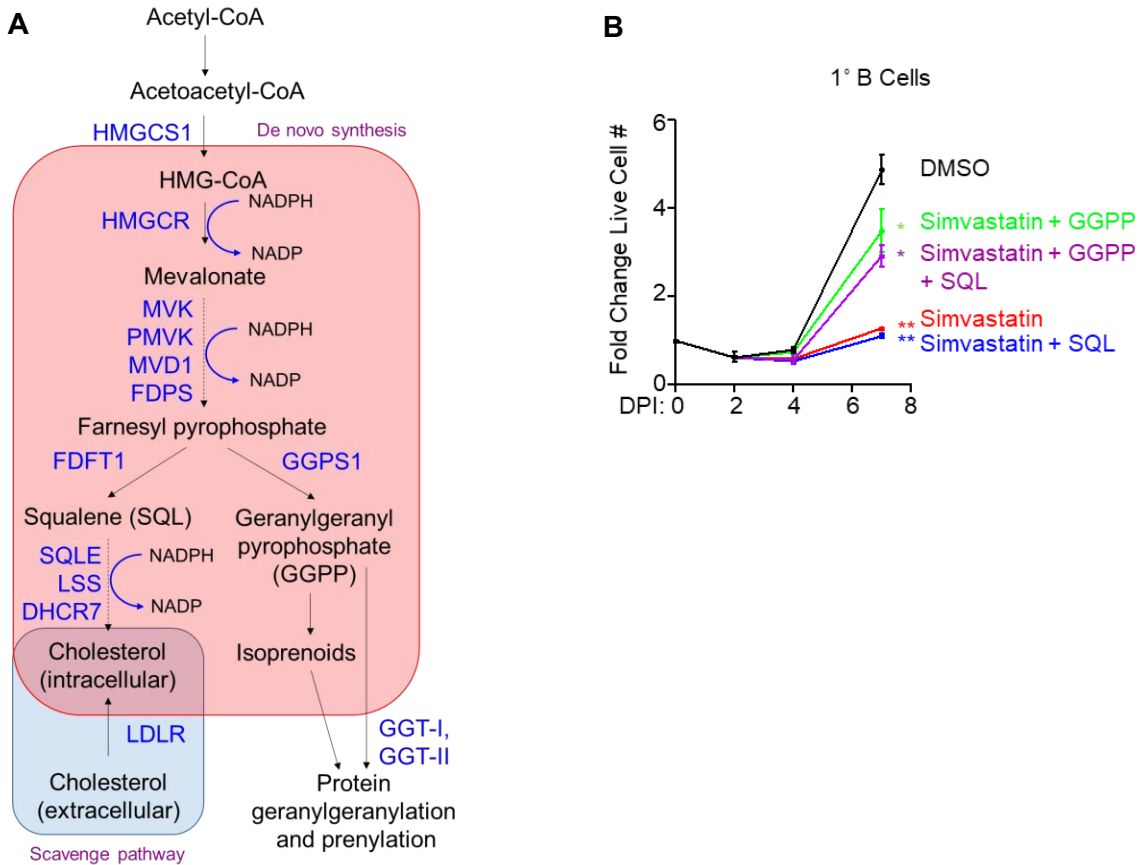 A
Acetyl-CoA
Acetoacetyl-CoA
HMGCS1
De novo synthesis
HMG-CoA
NADPH
HMGCR
NADP
Mevalonate
MVK
PMVK
MVD1
FDPS
NADPH
NADP
Farnesyl pyrophosphate
FDFT1
GGPS1
Squalene (SQL)
Geranylgeranyl
pyrophosphate
(GGPP)
SQLE
LSS
DHCR7
NADPH
NADP
Cholesterol
(intracellular)
Isoprenoids
LDLR
GGT-I,
GGT-II
Cholesterol
(extracellular)
Protein
geranylgeranylation
and prenylation
Scavenge pathway
B
1° B Cells
Fold Change Live Cell #
6
4
2
0
DPI: 0 2 4 6 8
DMSO
* Simvastatin + GGPP
* Simvastatin + GGPP
+ SQL
** Simvastatin
** Simvastatin + SQL